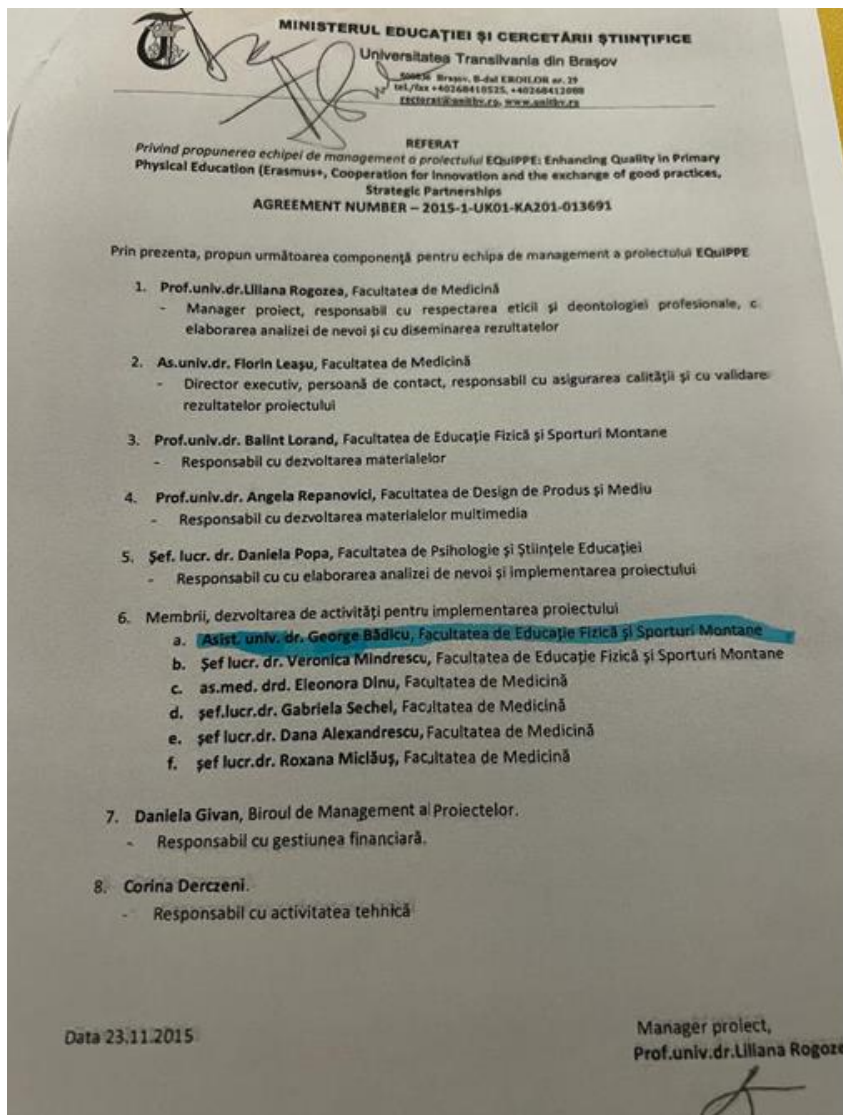 MINISTERUL EDUCAȚIEI ȘI CERCETĂRII ȘTIINȚIFICE
Universitatea Transilvania din Brașov
500036 Brașov, B-dul EROILOR nr. 29
tel./fax +40268410525, +40268412088
rectorat@unitbv.ro, www.unitbv.ro
REFERAT
Privind propunerea echipei de management a proiectului EQuiPPE: Enhancing Quality in Primary
Physical Education (Erasmus+, Cooperation for Innovation and the exchange of good practices,
Strategic Partnerships
AGREEMENT NUMBER – 2015-1-UK01-KA201-013691
Prin prezenta, propun următoarea componență pentru echipa de management a proiectului EQuiPPE
1. Prof.univ.dr.Liliana Rogozea, Facultatea de Medicină
- Manager proiect, responsabil cu respectarea eticii și deontologiei profesionale, c
elaborarea analizei de nevoi și cu diseminarea rezultatelor
2. As.univ.dr. Florin Leașu, Facultatea de Medicină
- Director executiv, persoană de contact, responsabil cu asigurarea calității și cu validare
rezultatelor proiectului
3. Prof.univ.dr. Balint Lorand, Facultatea de Educație Fizică și Sporturi Montane
- Responsabil cu dezvoltarea materialelor
4. Prof.univ.dr. Angela Repanovici, Facultatea de Design de Produs și Mediu
- Responsabil cu dezvoltarea materialelor multimedia
5. Șef. lucr. dr. Daniela Popa, Facultatea de Psihologie și Științele Educației
- Responsabil cu cu elaborarea analizei de nevoi și implementarea proiectului
6. Membrii, dezvoltarea de activități pentru implementarea proiectului
a. Asist. univ. dr. George Bădicu, Facultatea de Educație Fizică și Sporturi Montane
b. Șef lucr. dr. Veronica Mindrescu, Facultatea de Educație Fizică și Sporturi Montane
c. as.med. drd. Eleonora Dinu, Facultatea de Medicină
d. șef.lucr.dr. Gabriela Sechel, Facultatea de Medicină
e. șef lucr.dr. Dana Alexandrescu, Facultatea de Medicină
f. șef lucr.dr. Roxana Miclăuș, Facultatea de Medicină
7. Daniela Givan, Biroul de Management al Proiectelor.
- Responsabil cu gestiunea financiară.
8. Corina Derczeni.
- Responsabil cu activitatea tehnică
Data 23.11.2015
Manager proiect,
Prof.univ.dr.Liliana Rogoze